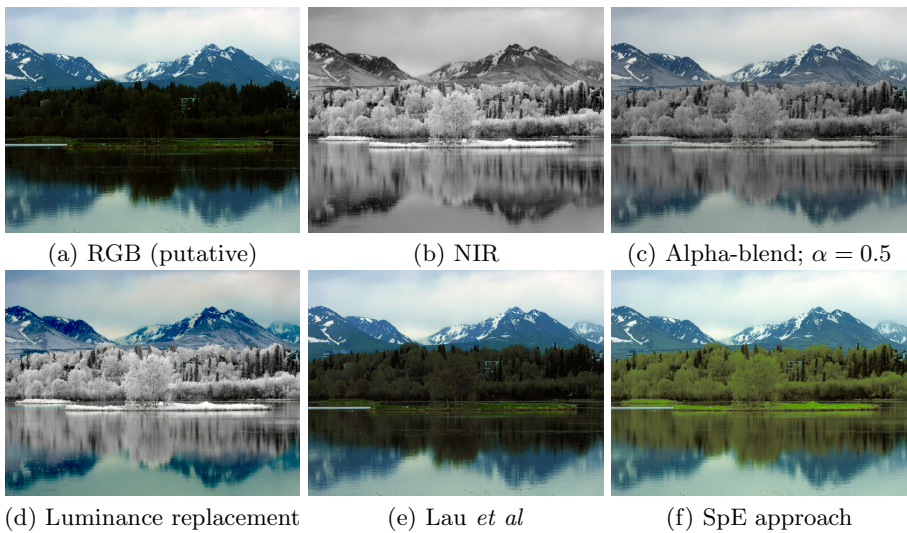 (a) RGB (putative)
(b) NIR
(c) Alpha-blend; α = 0.5
(d) Luminance replacement
(e) Lau et al
(f) SpE approach